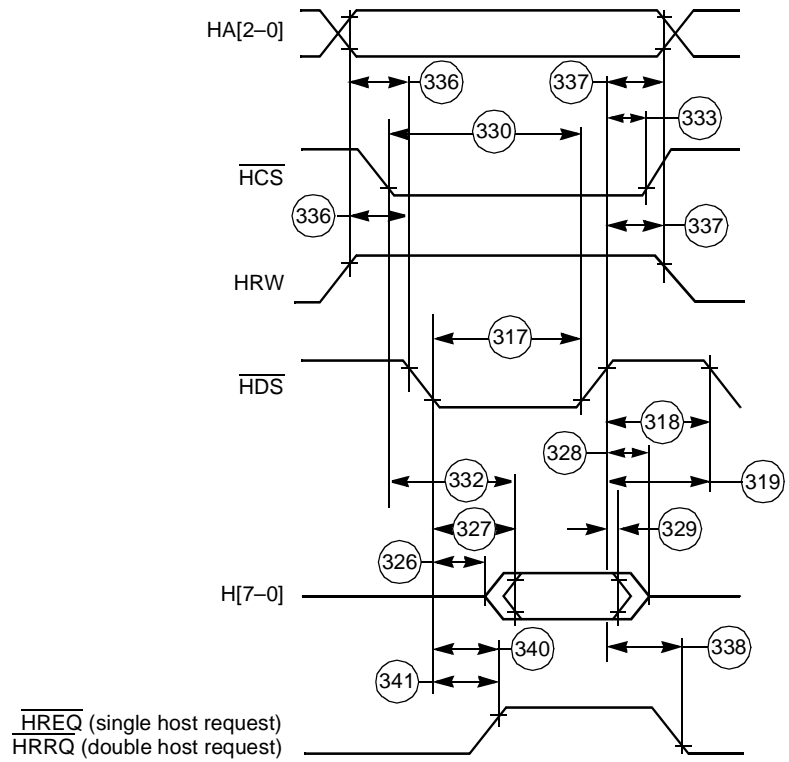 HA[2–0]
336
337
333
330
HCS
336
337
HRW
317
HDS
318
328
332
319
327
329
326
H[7–0]
340
338
341
HREQ (single host request)
HRRQ (double host request)